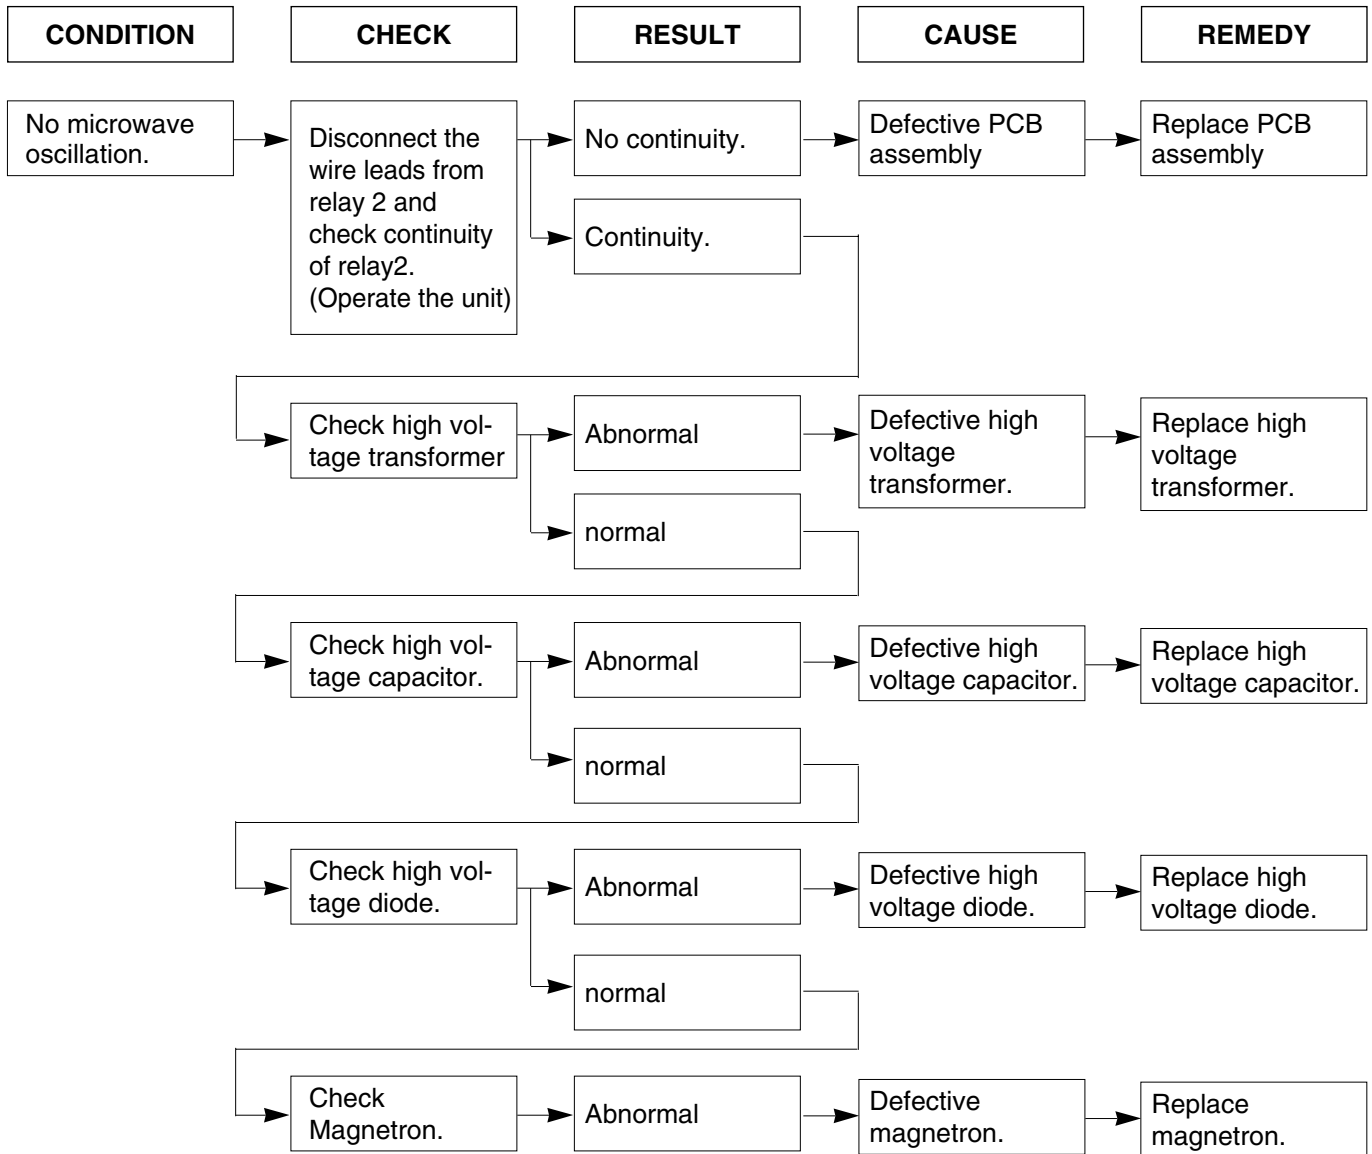 CONDITION
CHECK
RESULT
CAUSE
REMEDY
No microwave
oscillation.
Disconnect the
wire leads from
relay 2 and
check continuity
of relay2.
(Operate the unit)
No continuity.
Defective PCB
assembly
Replace PCB
assembly
Continuity.
Check high vol-
tage transformer
Abnormal
Defective high
voltage
transformer.
Replace high
voltage
transformer.
normal
Check high vol-
tage capacitor.
Abnormal
Defective high
voltage capacitor.
Replace high
voltage capacitor.
normal
Check high vol-
tage diode.
Abnormal
Defective high
voltage diode.
Replace high
voltage diode.
normal
Check
Magnetron.
Abnormal
Defective
magnetron.
Replace
magnetron.